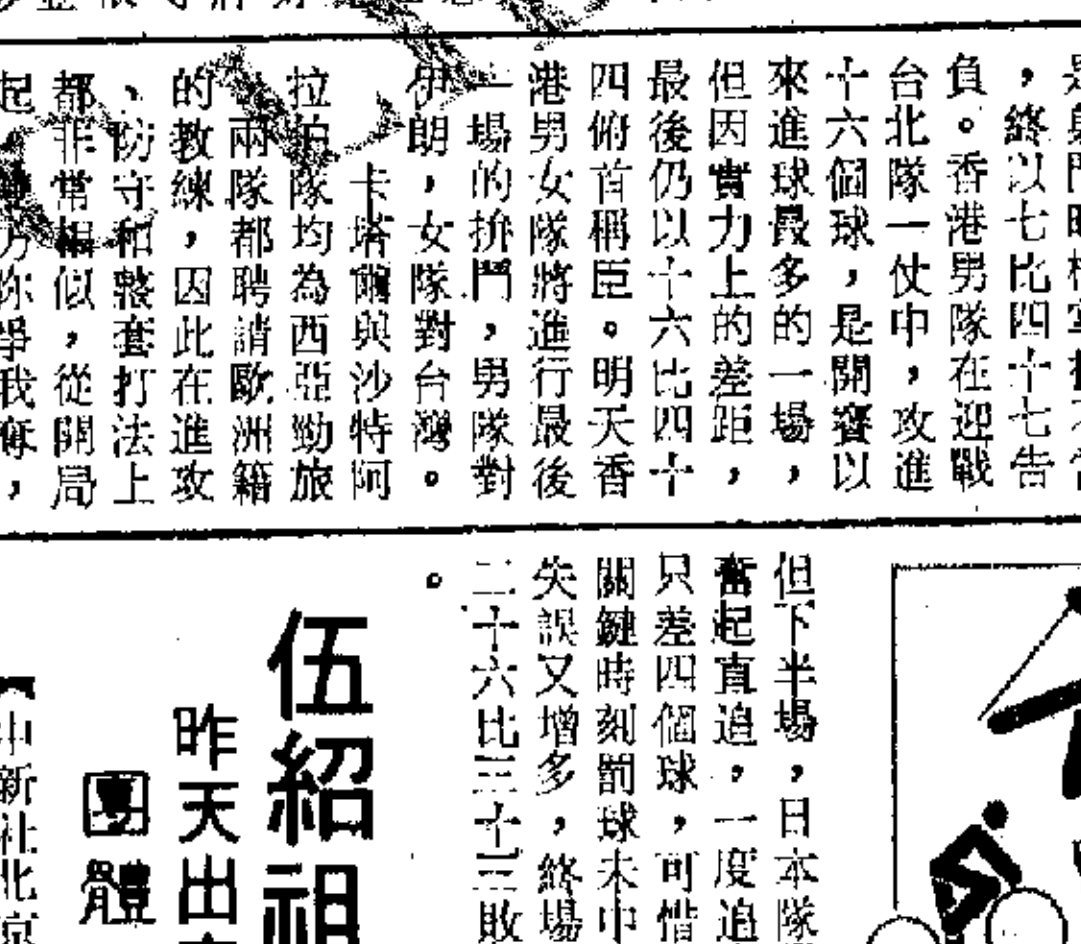 ，終以七比四十七告
負。香港男隊在迎戰
台北隊一仗中，攻進
十六個球，是開賽以
來進球最多的一場，
但因實力上的差距，
最後仍以十六比四十
四俯首稱臣。明天香
港男女隊將進行最後
一場的拚鬥，男隊對
伊朗，女隊對台灣。
卡塔爾與沙特阿
拉伯隊均為西亞勁旅
，兩隊都聘請歐洲籍
的教練，因此在進攻
、防守和整套打法上
都非常相似，從開局
起，雙方你爭我奪，
但下半場，日本隊
奮起直追，一度追
只差四個球，可惜
關鍵時刻罰球未中
失誤又增多，終場
二十六比三十三敗
。
伍紹祖
昨天出
團體
【中新社北京